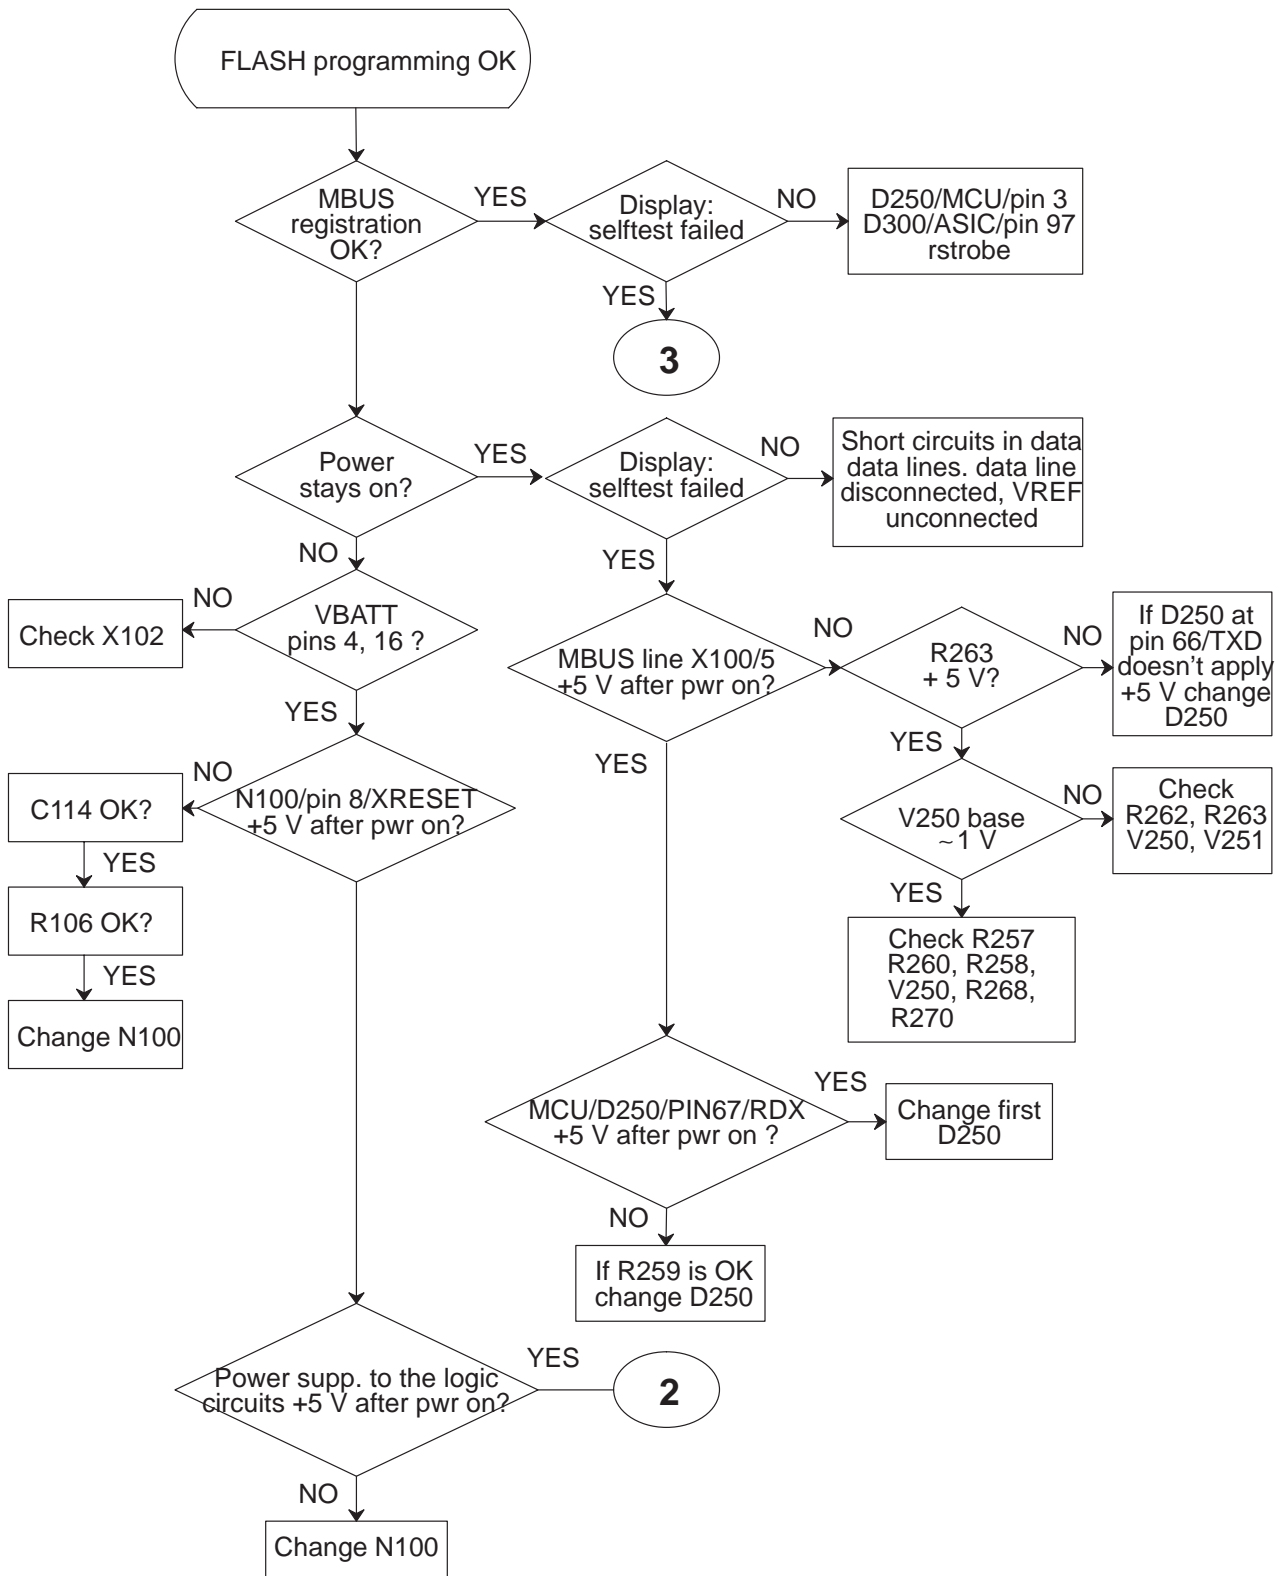 FLASH programming OK
MBUS
registration
OK?
YES
Display:
selftest failed
NO
D250/MCU/pin 3
D300/ASIC/pin 97
rstrobe
YES
3
Power
stays on?
YES
Display:
selftest failed
NO
Short circuits in data
data lines. data line
disconnected, VREF
unconnected
NO
YES
VBATT
pins 4, 16 ?
NO
Check X102
MBUS line X100/5
+5 V after pwr on?
NO
R263
+ 5 V?
NO
If D250 at
pin 66/TXD
doesn't apply
+5 V change
D250
YES
YES
YES
N100/pin 8/XRESET
+5 V after pwr on?
NO
C114 OK?
V250 base
~1 V
NO
Check
R262, R263
V250, V251
YES
R106 OK?
YES
Check R257
R260, R258,
V250, R268,
R270
YES
Change N100
MCU/D250/PIN67/RDX
+5 V after pwr on ?
YES
Change first
D250
NO
If R259 is OK
change D250
Power supp. to the logic
circuits +5 V after pwr on?
YES
2
NO
Change N100